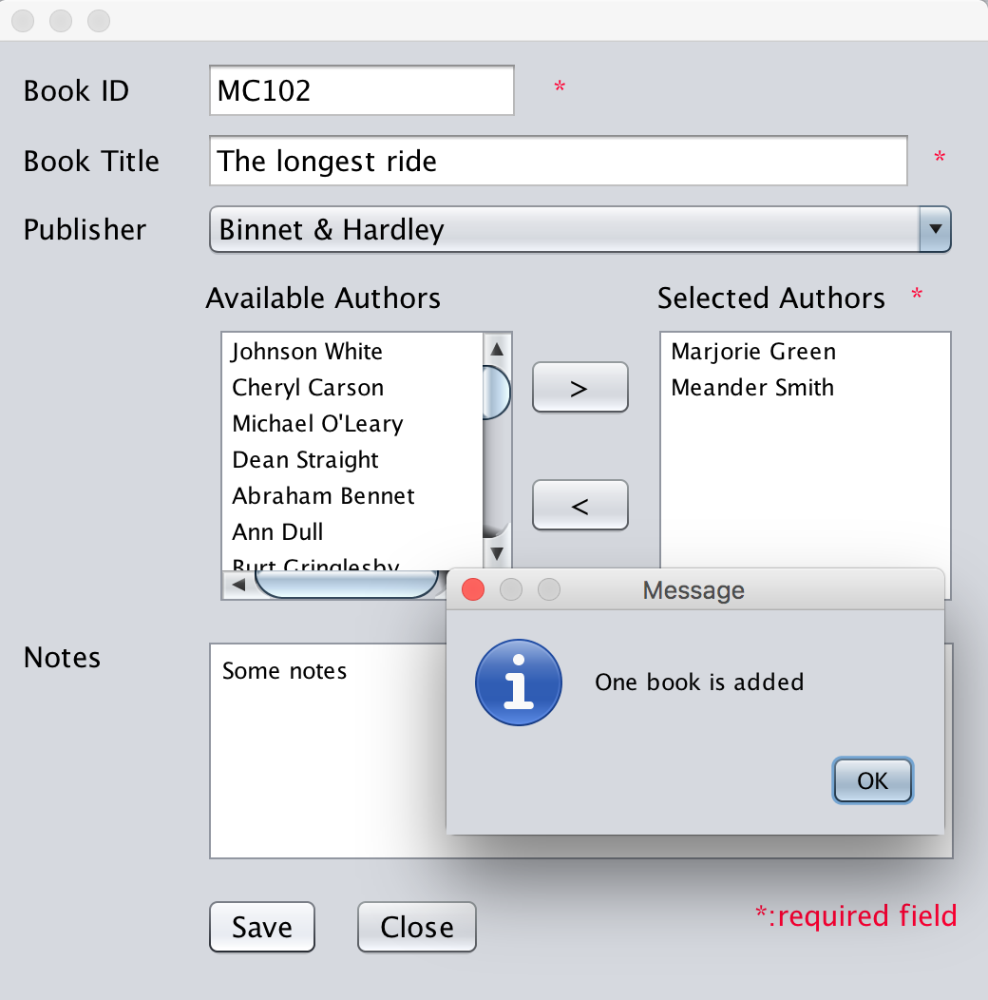 Book ID MC102 *
Book Title The longest ride *
Publisher Binnet & Hardley
Available Authors Selected Authors *
Johnson White
Cheryl Carson
Michael O'Leary
Dean Straight
Abraham Bennet
Ann Dull
Burt Gringlesby
>
<
Marjorie Green
Meander Smith
Notes
Some notes
Message
One book is added
OK
Save Close
*:required field